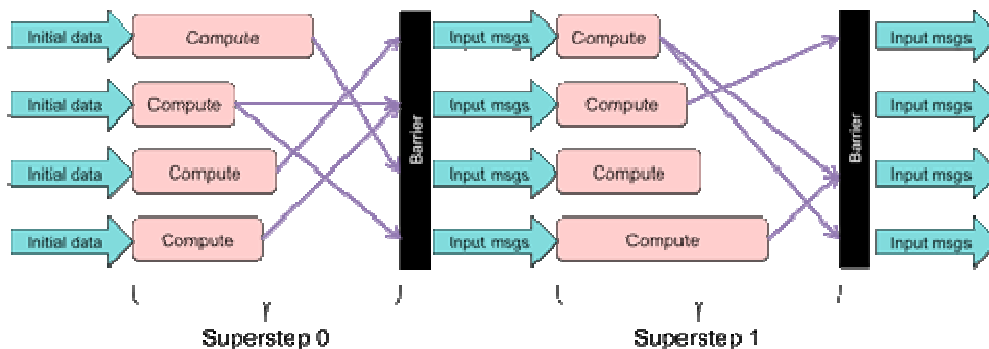 Initial data Compute Input msgs Compute Input msgs
Initial data Compute Input msgs Compute Input msgs
Barrier Barrier
Initial data Compute Input msgs Compute Input msgs
Initial data Compute Input msgs Compute Input msgs
Superstep 0 Superstep 1